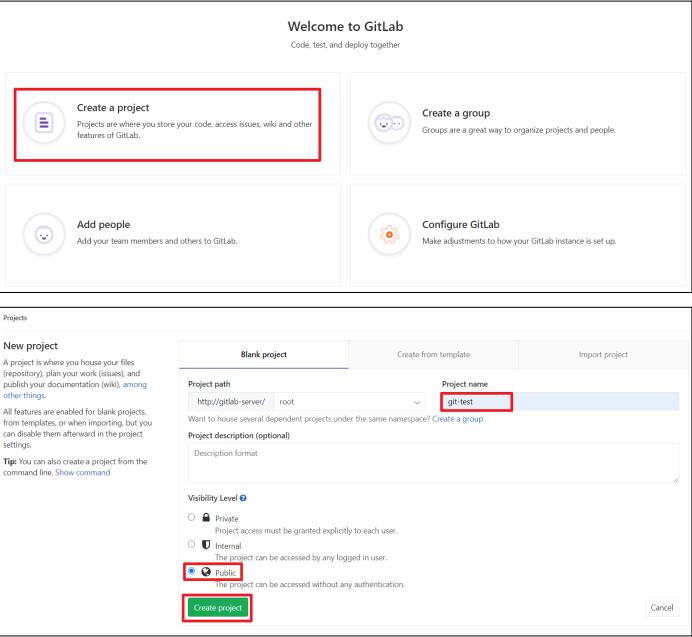 Welcome to GitLab
Code, test, and deploy together
Create a project
Projects are where you store your code, access issues, wiki and other
features of GitLab.
Create a group
Groups are a great way to organize projects and people.
Add people
Add your team members and others to GitLab.
Configure GitLab
Make adjustments to how your GitLab instance is set up.
Projects
New project
A project is where you house your files
(repository), plan your work (issues), and
publish your documentation (wiki), among
other things.
All features are enabled for blank projects,
from templates, or when importing, but you
can disable them afterward in the project
settings.
Tip: You can also create a project from the
command line. Show command
Blank project
Create from template
Import project
Project path
http://gitlab-server/
root
Project name
git-test
Want to house several dependent projects under the same namespace? Create a group
Project description (optional)
Description format
Visibility Level
Private
Project access must be granted explicitly to each user.
Internal
The project can be accessed by any logged in user.
Public
The project can be accessed without any authentication.
Create project
Cancel